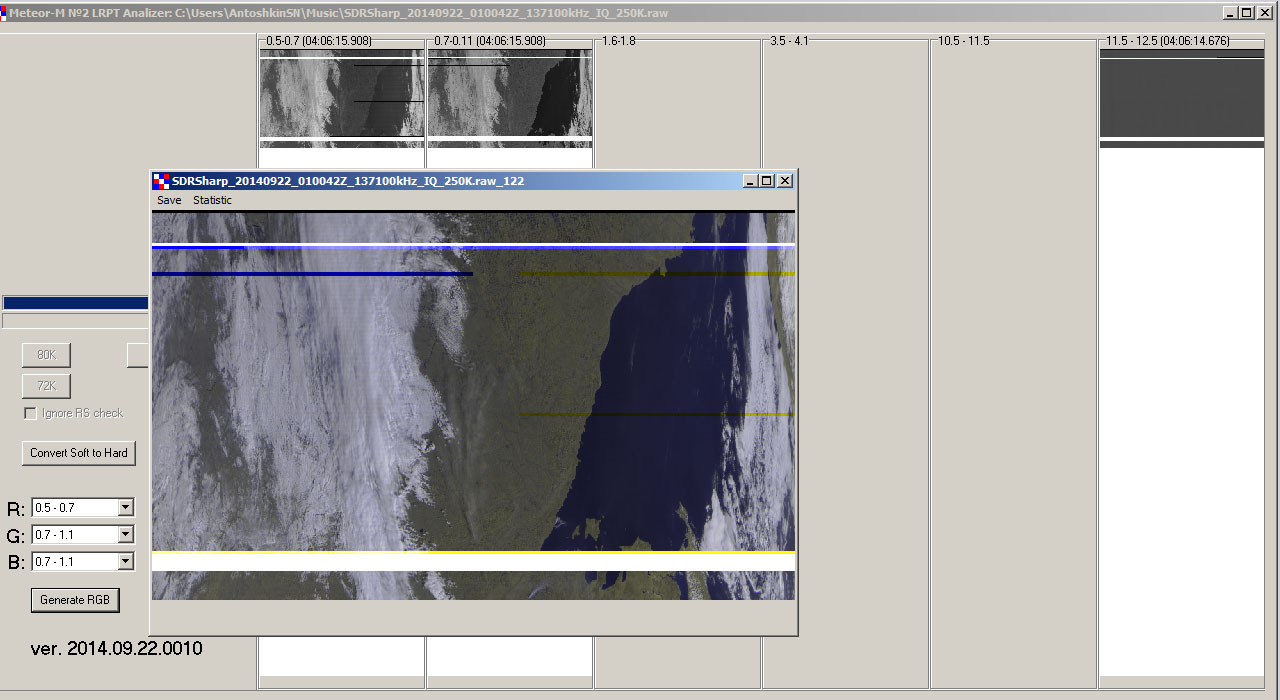 Meteor-M №2 LRPT Analizer: C:\Users\AntoshkinSN\Music\SDRSharp_20140922_010042Z_137100kHz_IQ_250K.raw
0.5-0.7 (04:06:15.908)
0.7-0.11 (04:06:15.908)
1.6-1.8
3.5 - 4.1
10.5 - 11.5
11.5 - 12.5 (04:06:14.676)
SDRSharp_20140922_010042Z_137100kHz_IQ_250K.raw_122
Save Statistic
80K
72K
Ignore RS check
Convert Soft to Hard
R: 0.5 - 0.7
G: 0.7 - 1.1
B: 0.7 - 1.1
Generate RGB
ver. 2014.09.22.0010